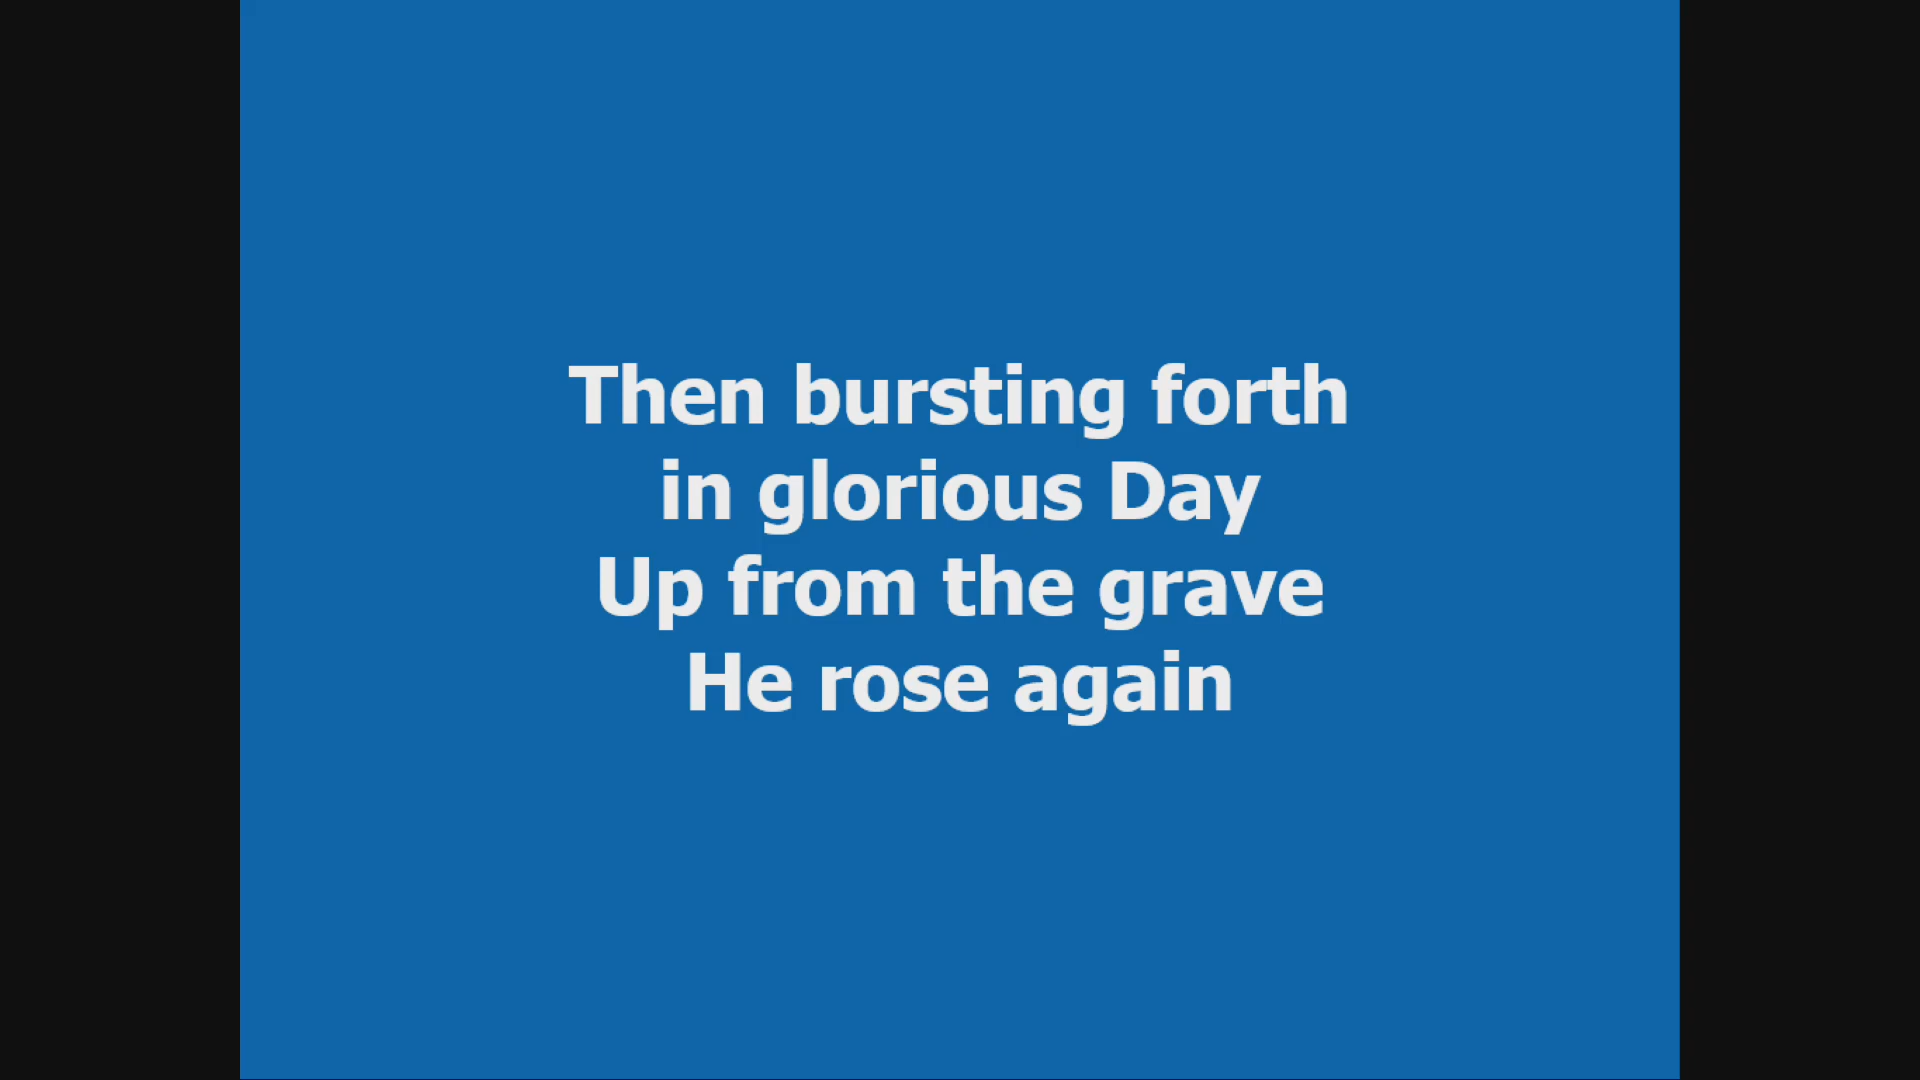 Then bursting forth
in glorious Day
Up from the grave
He rose again